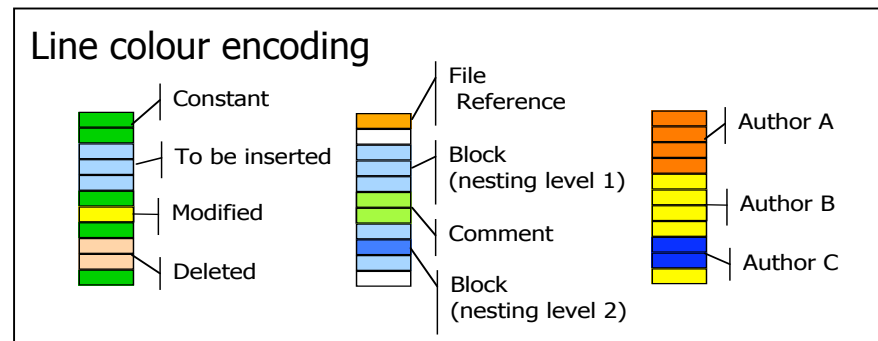 Line colour encoding
Constant
To be inserted
Modified
Deleted
File
Reference
Block
(nesting level 1)
Comment
Block
(nesting level 2)
Author A
Author B
Author C